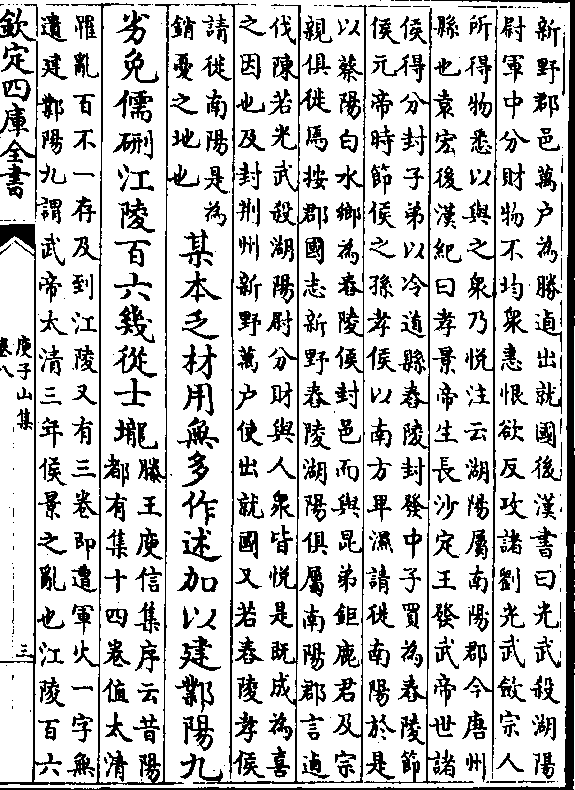 新野郡邑萬户為勝逈出就國後漢書曰光武殺湖陽
尉軍中分財物不均衆恚恨欲反攻諸劉光武斂宗人
所得物悉以與之衆乃悦注云湖陽屬南陽郡今唐州
縣也袁宏後漢紀曰孝景帝生長沙定王發武帝世諸
侯得分封子弟以冷道縣舂陵封發中子買為舂陵節
侯元帝時節侯之孫孝侯以南方卑濕請徙南陽於是
以蔡陽白水鄉為舂陵侯封邑而與昆弟鉅鹿君及宗
親俱徙焉按郡國志新野舂陵湖陽俱屬南陽郡言逈
伐陳若光武殺湖陽尉分財與人衆皆悦是既成為喜
之因也及封荆州新野萬户使出就國又若舂陵孝侯
請徙南陽是為
銷憂之地也
某本乏材用無多作述加以建鄴陽九
劣免儒硎江陵百六幾從士壠
滕王庾信集序云昔陽
都有集十四卷值太清
罹亂百不一存及到江陵又有三卷即遭軍火一字無
遺建鄴陽九謂武帝太清三年侯景之亂也江陵百六
欽定四庫全書
庾子山集
卷八
三